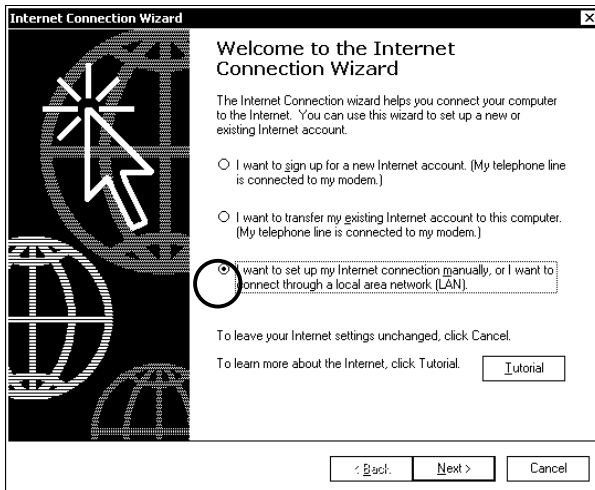 Internet Connection Wizard
Welcome to the Internet
Connection Wizard
The Internet Connection wizard helps you connect your computer
to the Internet. You can use this wizard to set up a new or
existing Internet account.
I want to sign up for a new Internet account. (My telephone line
is connected to my modem.)
I want to transfer my existing Internet account to this computer.
(My telephone line is connected to my modem.)
I want to set up my Internet connection manually, or I want to
connect through a local area network (LAN).
To leave your Internet settings unchanged, click Cancel.
To learn more about the Internet, click Tutorial.
Tutorial
< Back
Next >
Cancel